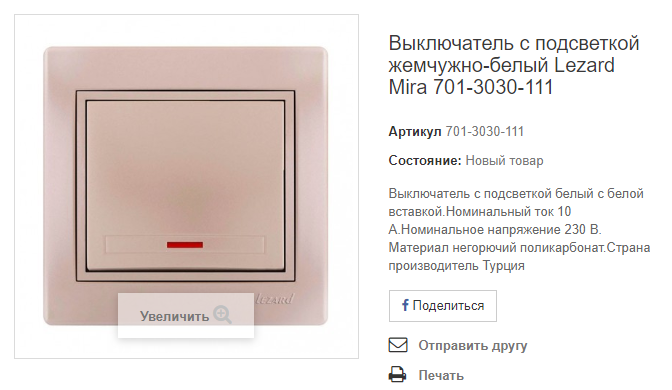 Выключатель с подсветкой
жемчужно-белый Lezard
Mira 701-3030-111
Артикул 701-3030-111
Состояние: Новый товар
Выключатель с подсветкой белый с белой
вставкой.Номинальный ток 10
А.Номинальное напряжение 230 В.
Материал негорючий поликарбонат.Страна
производитель Турция
Lezard
Увеличить
Поделиться
Отправить другу
Печать